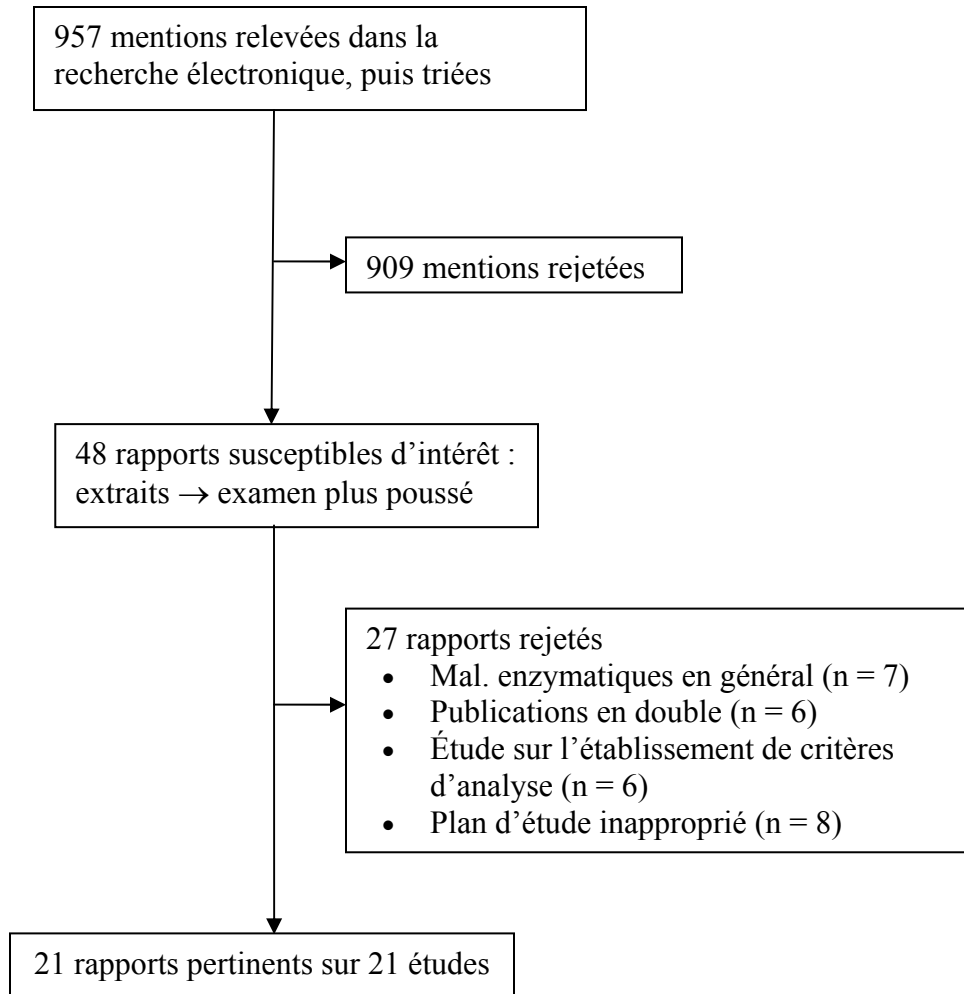 957 mentions relevées dans la
recherche électronique, puis triées
909 mentions rejetées
48 rapports susceptibles d’intérêt :
extraits → examen plus poussé
27 rapports rejetés
• Mal. enzymatiques en général (n = 7)
• Publications en double (n = 6)
• Étude sur l’établissement de critères
d’analyse (n = 6)
• Plan d’étude inapproprié (n = 8)
21 rapports pertinents sur 21 études